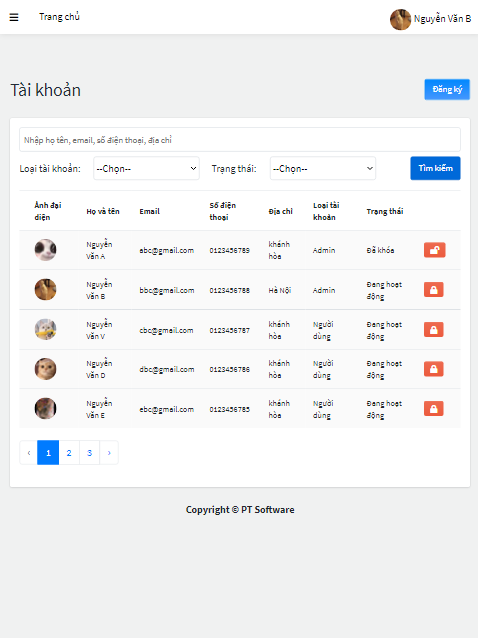 Trang chủ
Nguyễn Văn B
Tài khoản
Đăng ký
Nhập họ tên, email, số điện thoại, địa chỉ
Loại tài khoản: --Chọn-- Trạng thái: --Chọn-- Tìm kiếm
Ảnh đại diện Họ và tên Email Số điện thoại Địa chỉ Loại tài khoản Trạng thái
Nguyễn Văn A abc@gmail.com 0123456789 khánh hòa Admin Đã khóa
Nguyễn Văn B bbc@gmail.com 0123456788 Hà Nội Admin Đang hoạt động
Nguyễn Văn V cbc@gmail.com 0123456787 khánh hòa Người dùng Đang hoạt động
Nguyễn Văn D dbc@gmail.com 0123456786 khánh hòa Người dùng Đang hoạt động
Nguyễn Văn E ebc@gmail.com 0123456785 khánh hòa Người dùng Đang hoạt động
‹ 1 2 3 ›
Copyright © PT Software